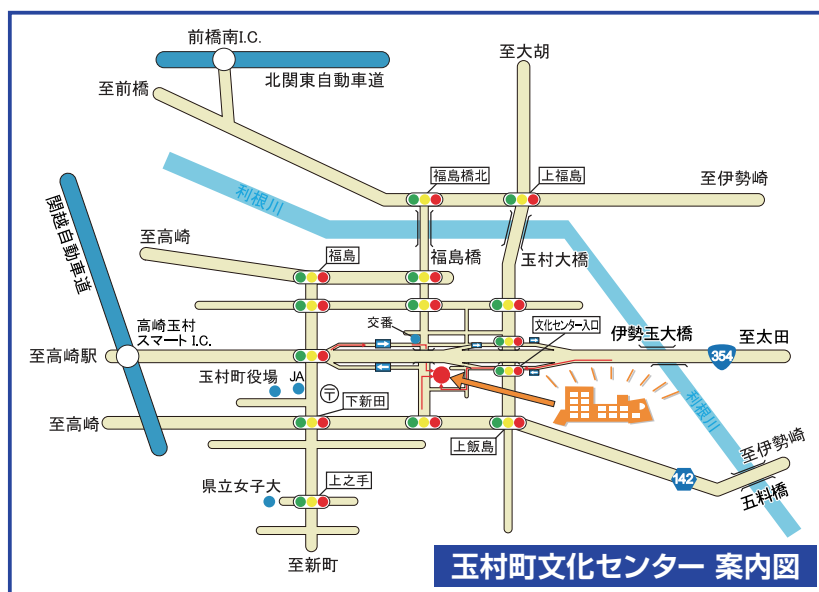 前橋南I.C.
北関東自動車道
至大胡
至前橋
福島橋北
上福島
至伊勢崎
利根川
関越自動車道
至高崎
福島
福島橋
玉村大橋
交番
文化センター入口
高崎玉村
スマートI.C.
伊勢玉大橋
至太田
至高崎駅
354
玉村町役場
JA
〒
下新田
至高崎
上飯島
利根川
至伊勢崎
142
五料橋
県立女子大
上之手
至新町
玉村町文化センター 案内図